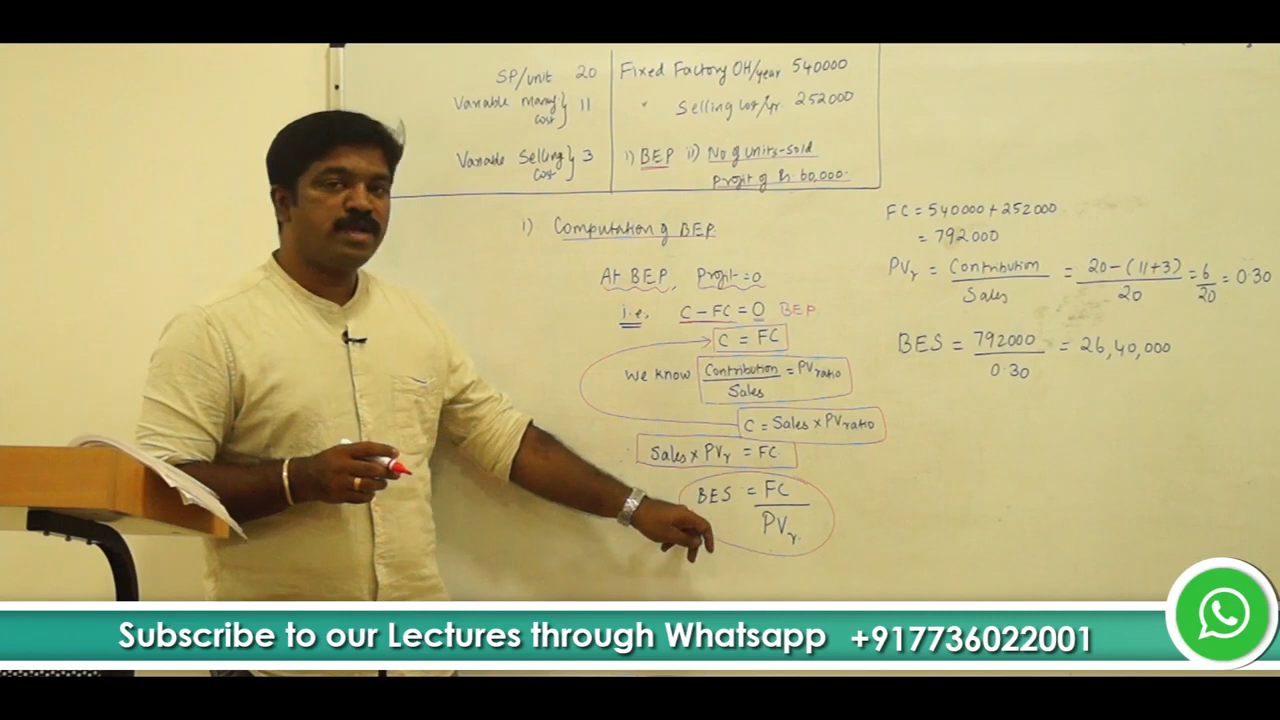 SP/unit 20
Variable Manuf cost } 11
Variable Selling cost } 3
Fixed Factory OH/year 540000
" Selling Cost/yr. 252000
i) BEP ii) No of units-sold
Profit of Rs. 60,000.
i) Computation of BEP
At BEP, Profit=0
i.e, C-FC=0 BEP
C = FC
We know Contribution = PV ratio
Sales
C = Sales x PV ratio
Sales x PVr = FC
BES = FC
PVr.
FC = 540000+252000
= 792000
PVr = Contribution = 20-(11+3) = 6 = 0.30
Sales 20 20
BES = 792000 = 26,40,000
0.30
Subscribe to our Lectures through Whatsapp +917736022001